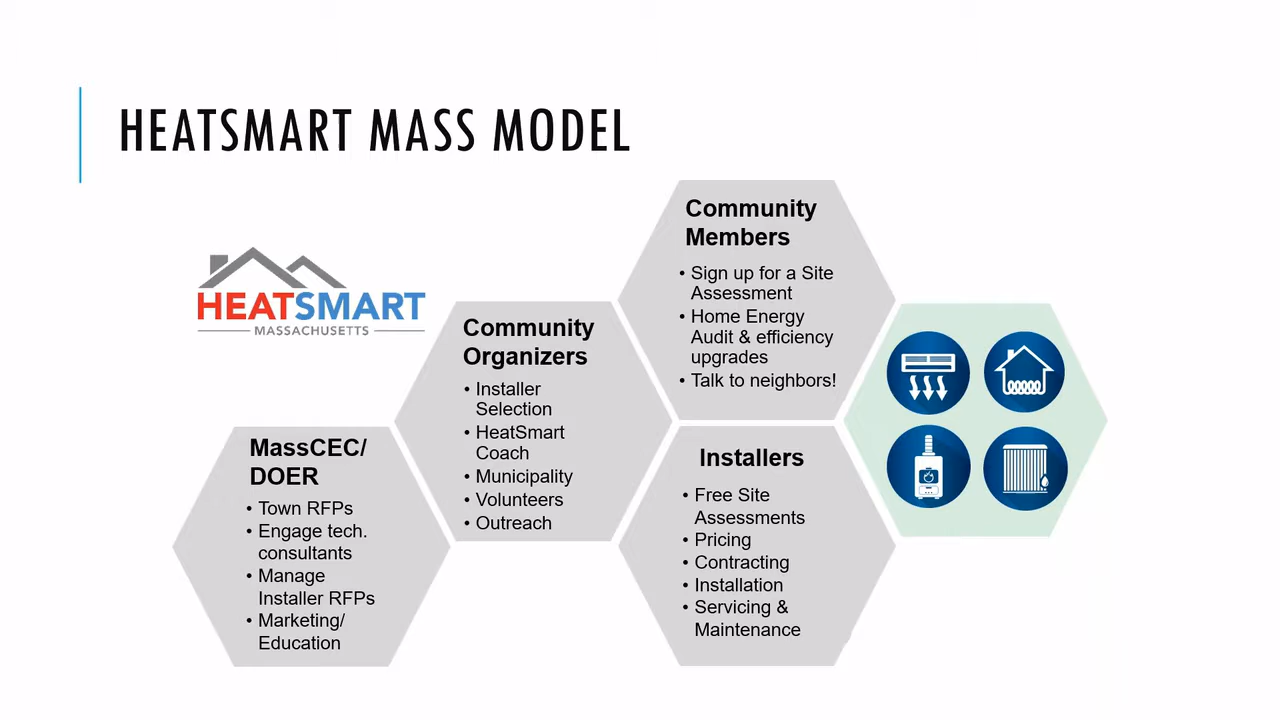 HEATSMART MASS MODEL
HEATSMART
MASSACHUSETTS
MassCEC/
DOER
• Town RFPs
• Engage tech.
consultants
• Manage
Installer RFPs
• Marketing/
Education
Community
Organizers
• Installer
Selection
• HeatSmart
Coach
• Municipality
• Volunteers
• Outreach
Community
Members
• Sign up for a Site
Assessment
• Home Energy
Audit & efficiency
upgrades
• Talk to neighbors!
Installers
• Free Site
Assessments
• Pricing
• Contracting
• Installation
• Servicing &
Maintenance